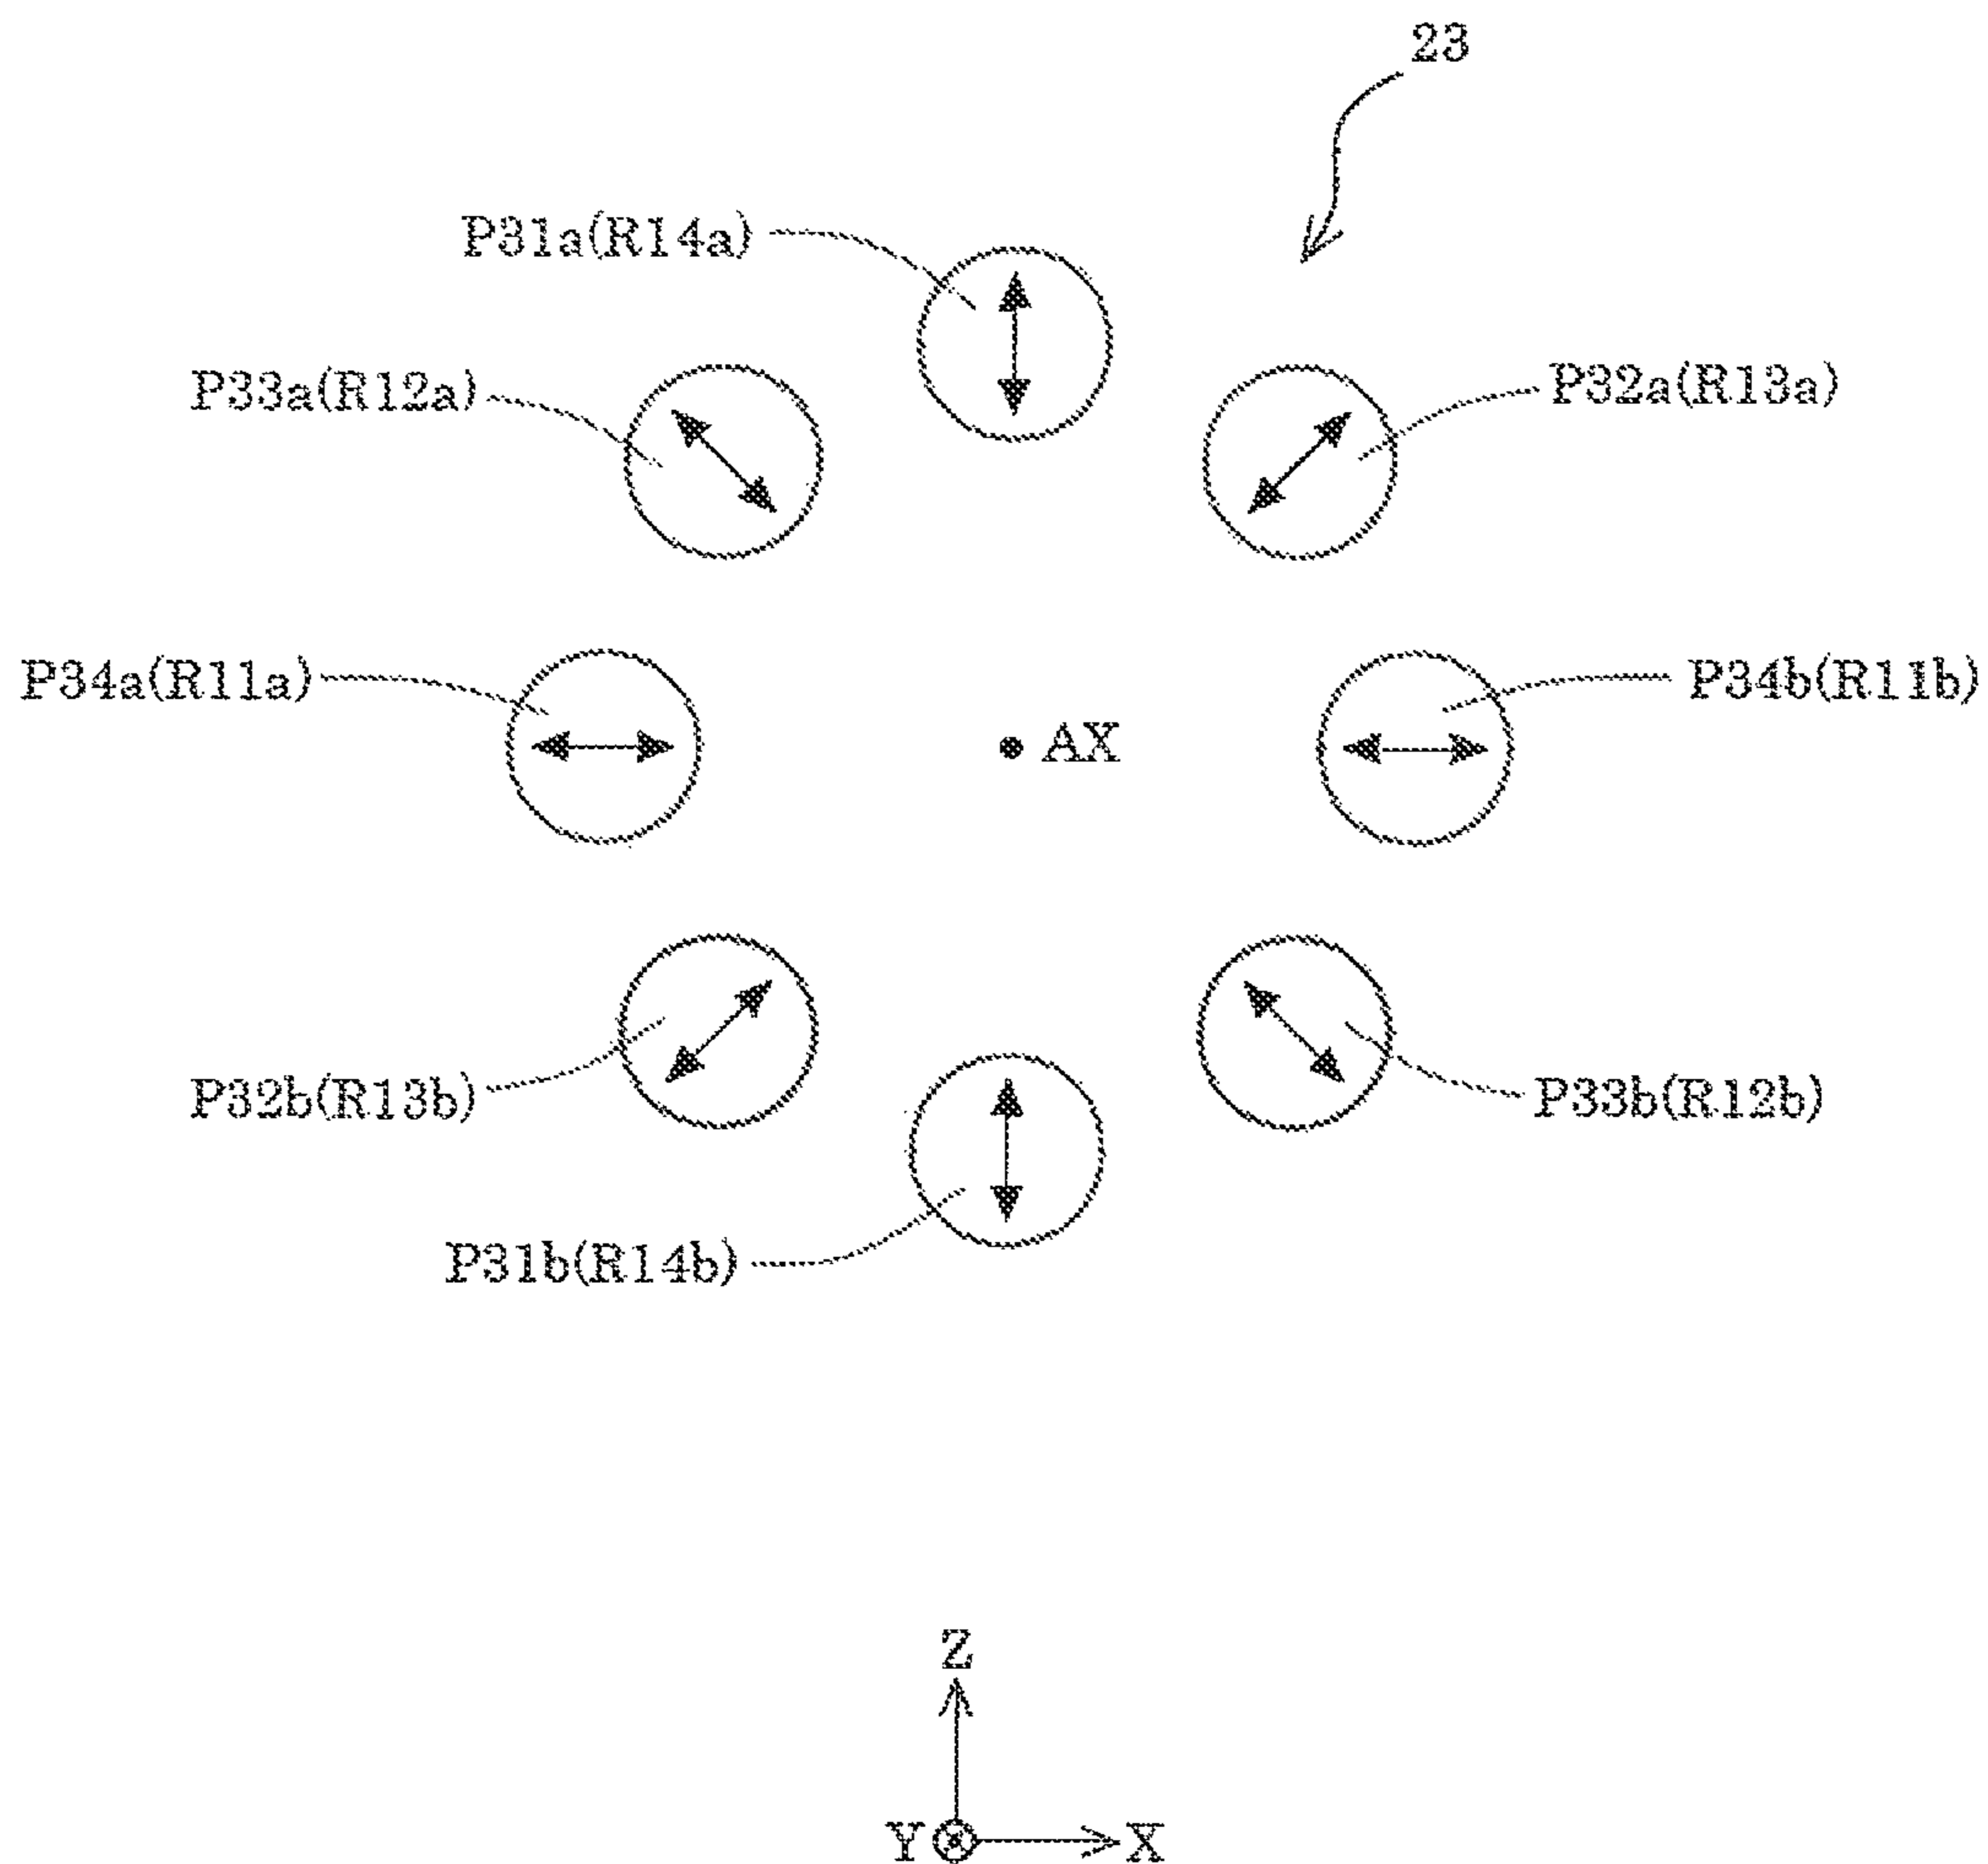 23
P31a(R14a)
P33a(R12a)
P32a(R13a)
P34a(R11a)
P34b(R11b)
AX
P32b(R13b)
P33b(R12b)
P31b(R14b)
Z
Y
X